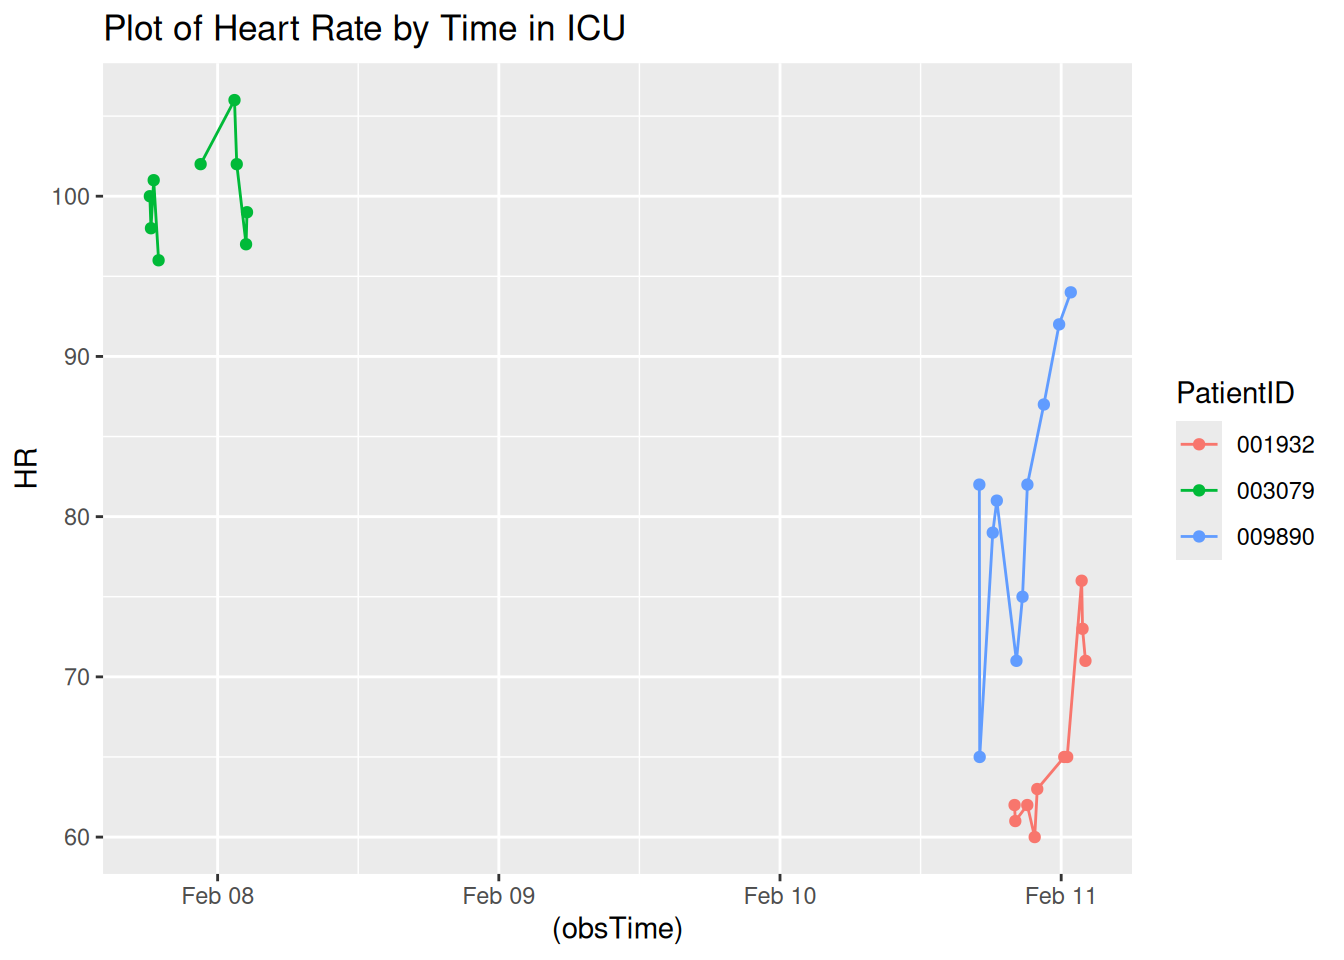 Plot of Heart Rate by Time in ICU
100
90
80
70
60
HR
Feb 08
Feb 09
Feb 10
Feb 11
(obsTime)
PatientID
001932
003079
009890